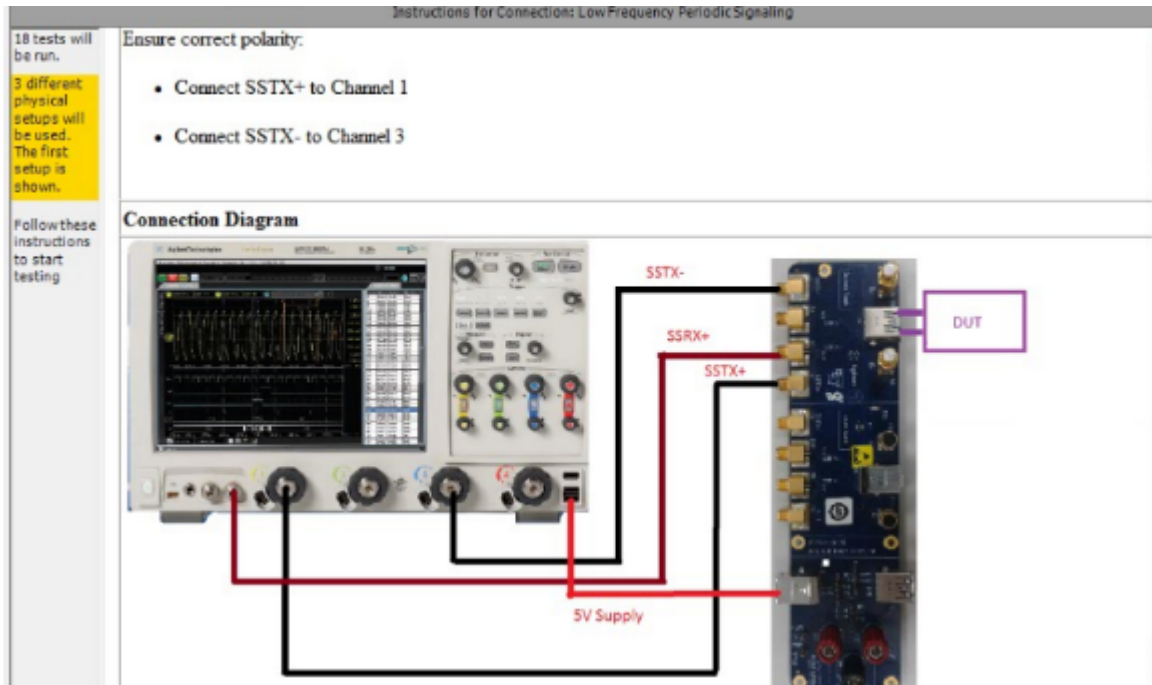 Instructions for Connection: Low Frequency Periodic Signaling
18 tests will
be run.
3 different
physical
setups will
be used.
The first
setup is
shown.
Follow these
instructions
to start
testing
Ensure correct polarity:
• Connect SSTX+ to Channel 1
• Connect SSTX- to Channel 3
Connection Diagram
Agilent Technologies
SSTX-
SSRX+
SSTX+
DUT
5V Supply